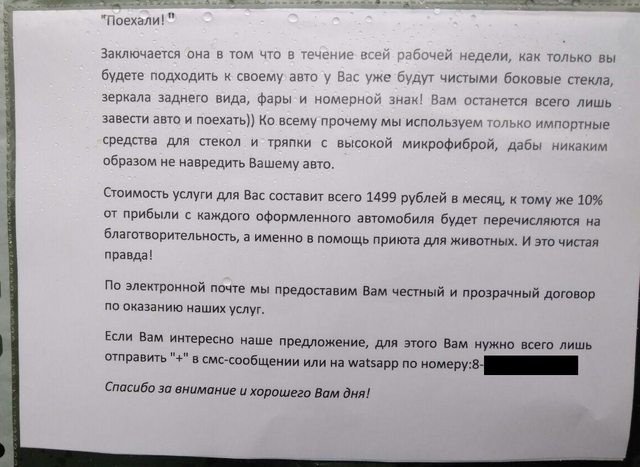 "Поехали!"
Заключается она в том что в течение всей рабочей недели, как только вы
будете подходить к своему авто у Вас уже будут чистыми боковые стекла,
зеркала заднего вида, фары и номерной знак! Вам останется всего лишь
завести авто и поехать)) Ко всему прочему мы используем только импортные
средства для стекол и тряпки с высокой микрофиброй, дабы никаким
образом не навредить Вашему авто.
Стоимость услуги для Вас составит всего 1499 рублей в месяц, к тому же 10%
от прибыли с каждого оформленного автомобиля будет перечисляются на
благотворительность, а именно в помощь приюта для животных. И это чистая
правда!
По электронной почте мы предоставим Вам честный и прозрачный договор
по оказанию наших услуг.
Если Вам интересно наше предложение, для этого Вам нужно всего лишь
отправить "+" в смс-сообщении или на watsapp по номеру:8-
Спасибо за внимание и хорошего Вам дня!